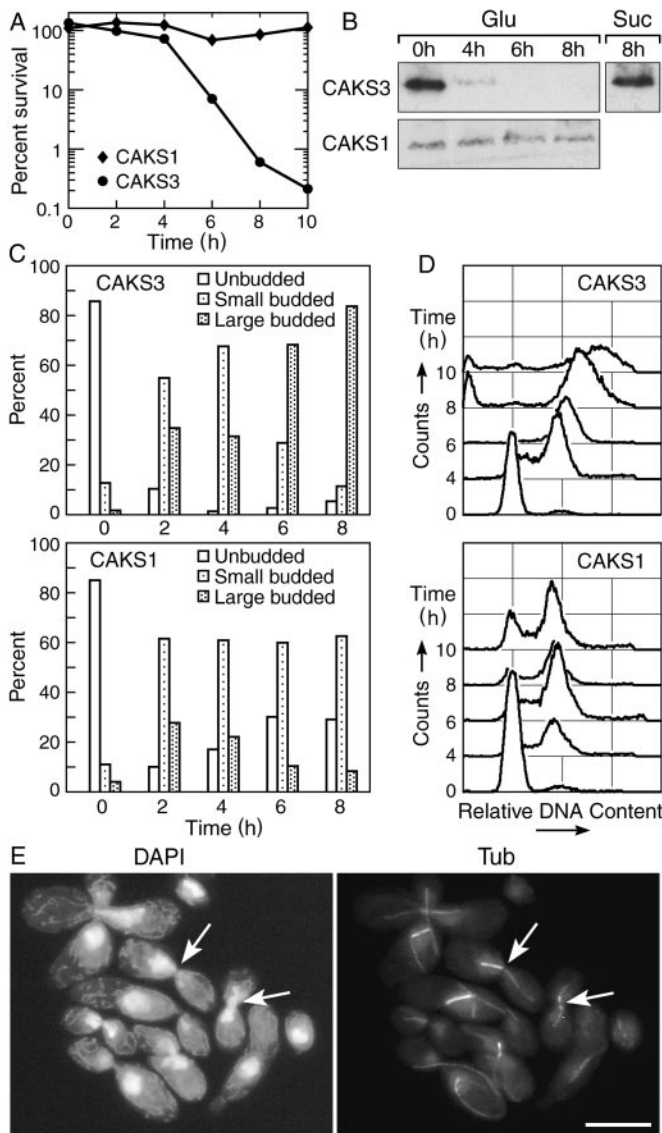 A
Percent survival
100
10
1
0.1
CAKS1
CAKS3
0 2 4 6 8 10
Time (h)
B
Glu Suc
0h 4h 6h 8h 8h
CAKS3
CAKS1
C
Percent
100
80
60
40
20
0
CAKS3
Unbudded
Small budded
Large budded
0 2 4 6 8
Percent
100
80
60
40
20
0
CAKS1
Unbudded
Small budded
Large budded
0 2 4 6 8
Time (h)
D
CAKS3
Time
(h)
Counts
10
8
6
4
0
CAKS1
Time
(h)
Counts
10
8
6
4
0
Relative DNA Content
E
DAPI Tub